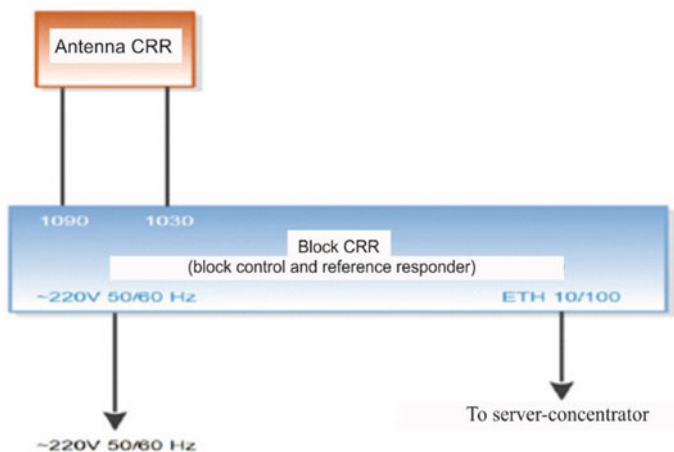 Antenna CRR
1090 1030
Block CRR
(block control and reference responder)
~220V 50/60 Hz ETH 10/100
To server-concentrator
~220V 50/60 Hz